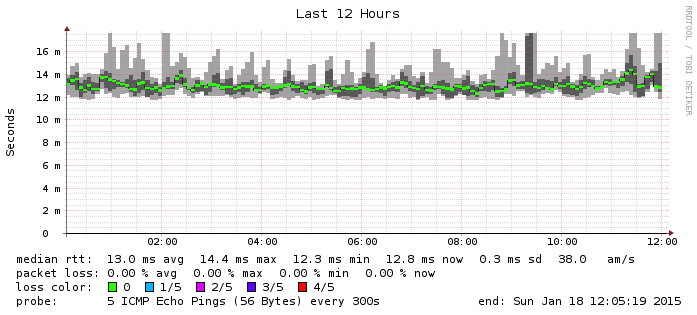 Last 12 Hours
RRDTOOL / TOBI OETIKER
Seconds
16 m
14 m
12 m
10 m
8 m
6 m
4 m
2 m
0
02:00 04:00 06:00 08:00 10:00 12:00
median rtt: 13.0 ms avg 14.4 ms max 12.3 ms min 12.8 ms now 0.3 ms sd 38.0 am/s
packet loss: 0.00 % avg 0.00 % max 0.00 % min 0.00 % now
loss color: 0 1/5 2/5 3/5 4/5
probe: 5 ICMP Echo Pings (56 Bytes) every 300s end: Sun Jan 18 12:05:19 2015